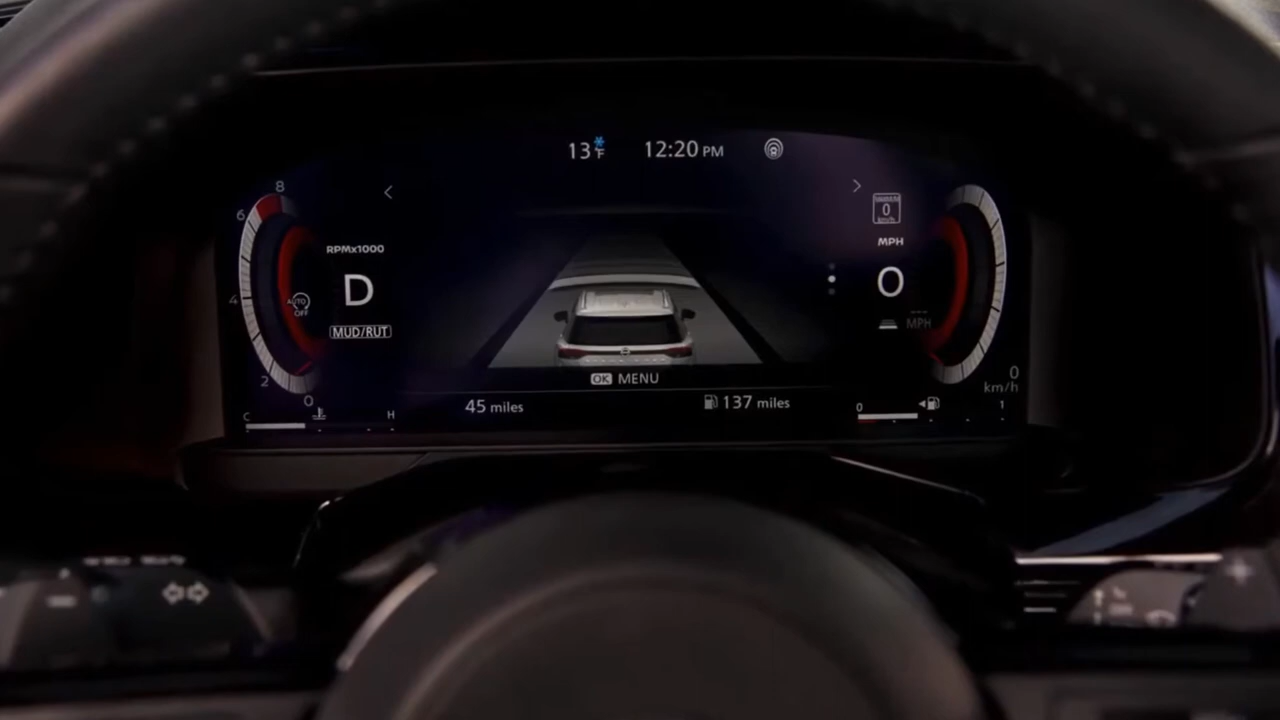 13 °F 12:20 PM
8
6
RPMx1000
0
MPH
D
0
4
AUTO
OFF
MUD/RUT
MPH
2
0
OK MENU
0
km/h
C H
45 miles
137 miles
0 1